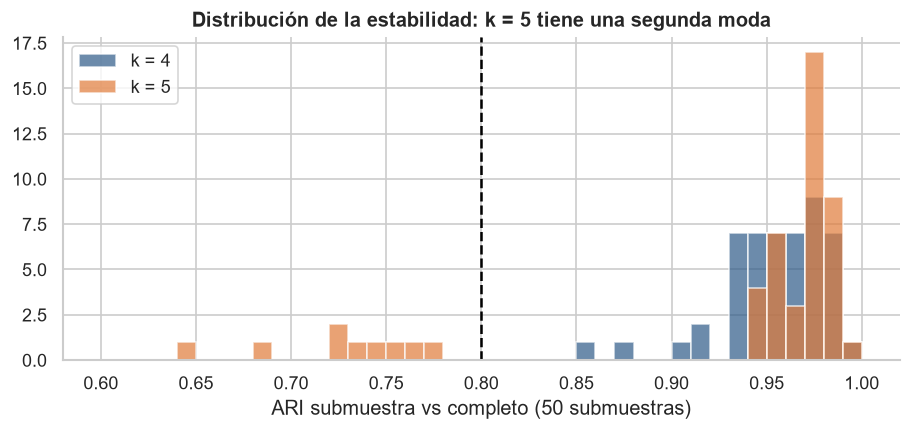 Distribución de la estabilidad: k = 5 tiene una segunda moda
k = 4
k = 5
17.5
15.0
12.5
10.0
7.5
5.0
2.5
0.0
0.60 0.65 0.70 0.75 0.80 0.85 0.90 0.95 1.00
ARI submuestra vs completo (50 submuestras)